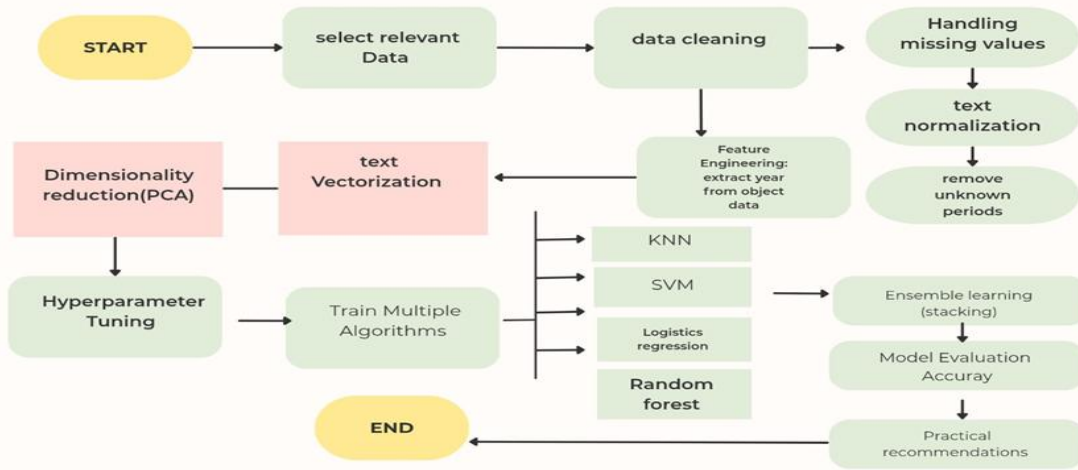 START
select relevant
Data
data cleaning
Handling
missing values
text
normalization
remove
unknown
periods
Feature
Engineering:
extract year
from object
data
text
Vectorization
Dimensionality
reduction(PCA)
Hyperparameter
Tuning
Train Multiple
Algorithms
KNN
SVM
Logistics
regression
Random
forest
Ensemble learning
(stacking)
Model Evaluation
Accuray
Practical
recommendations
END